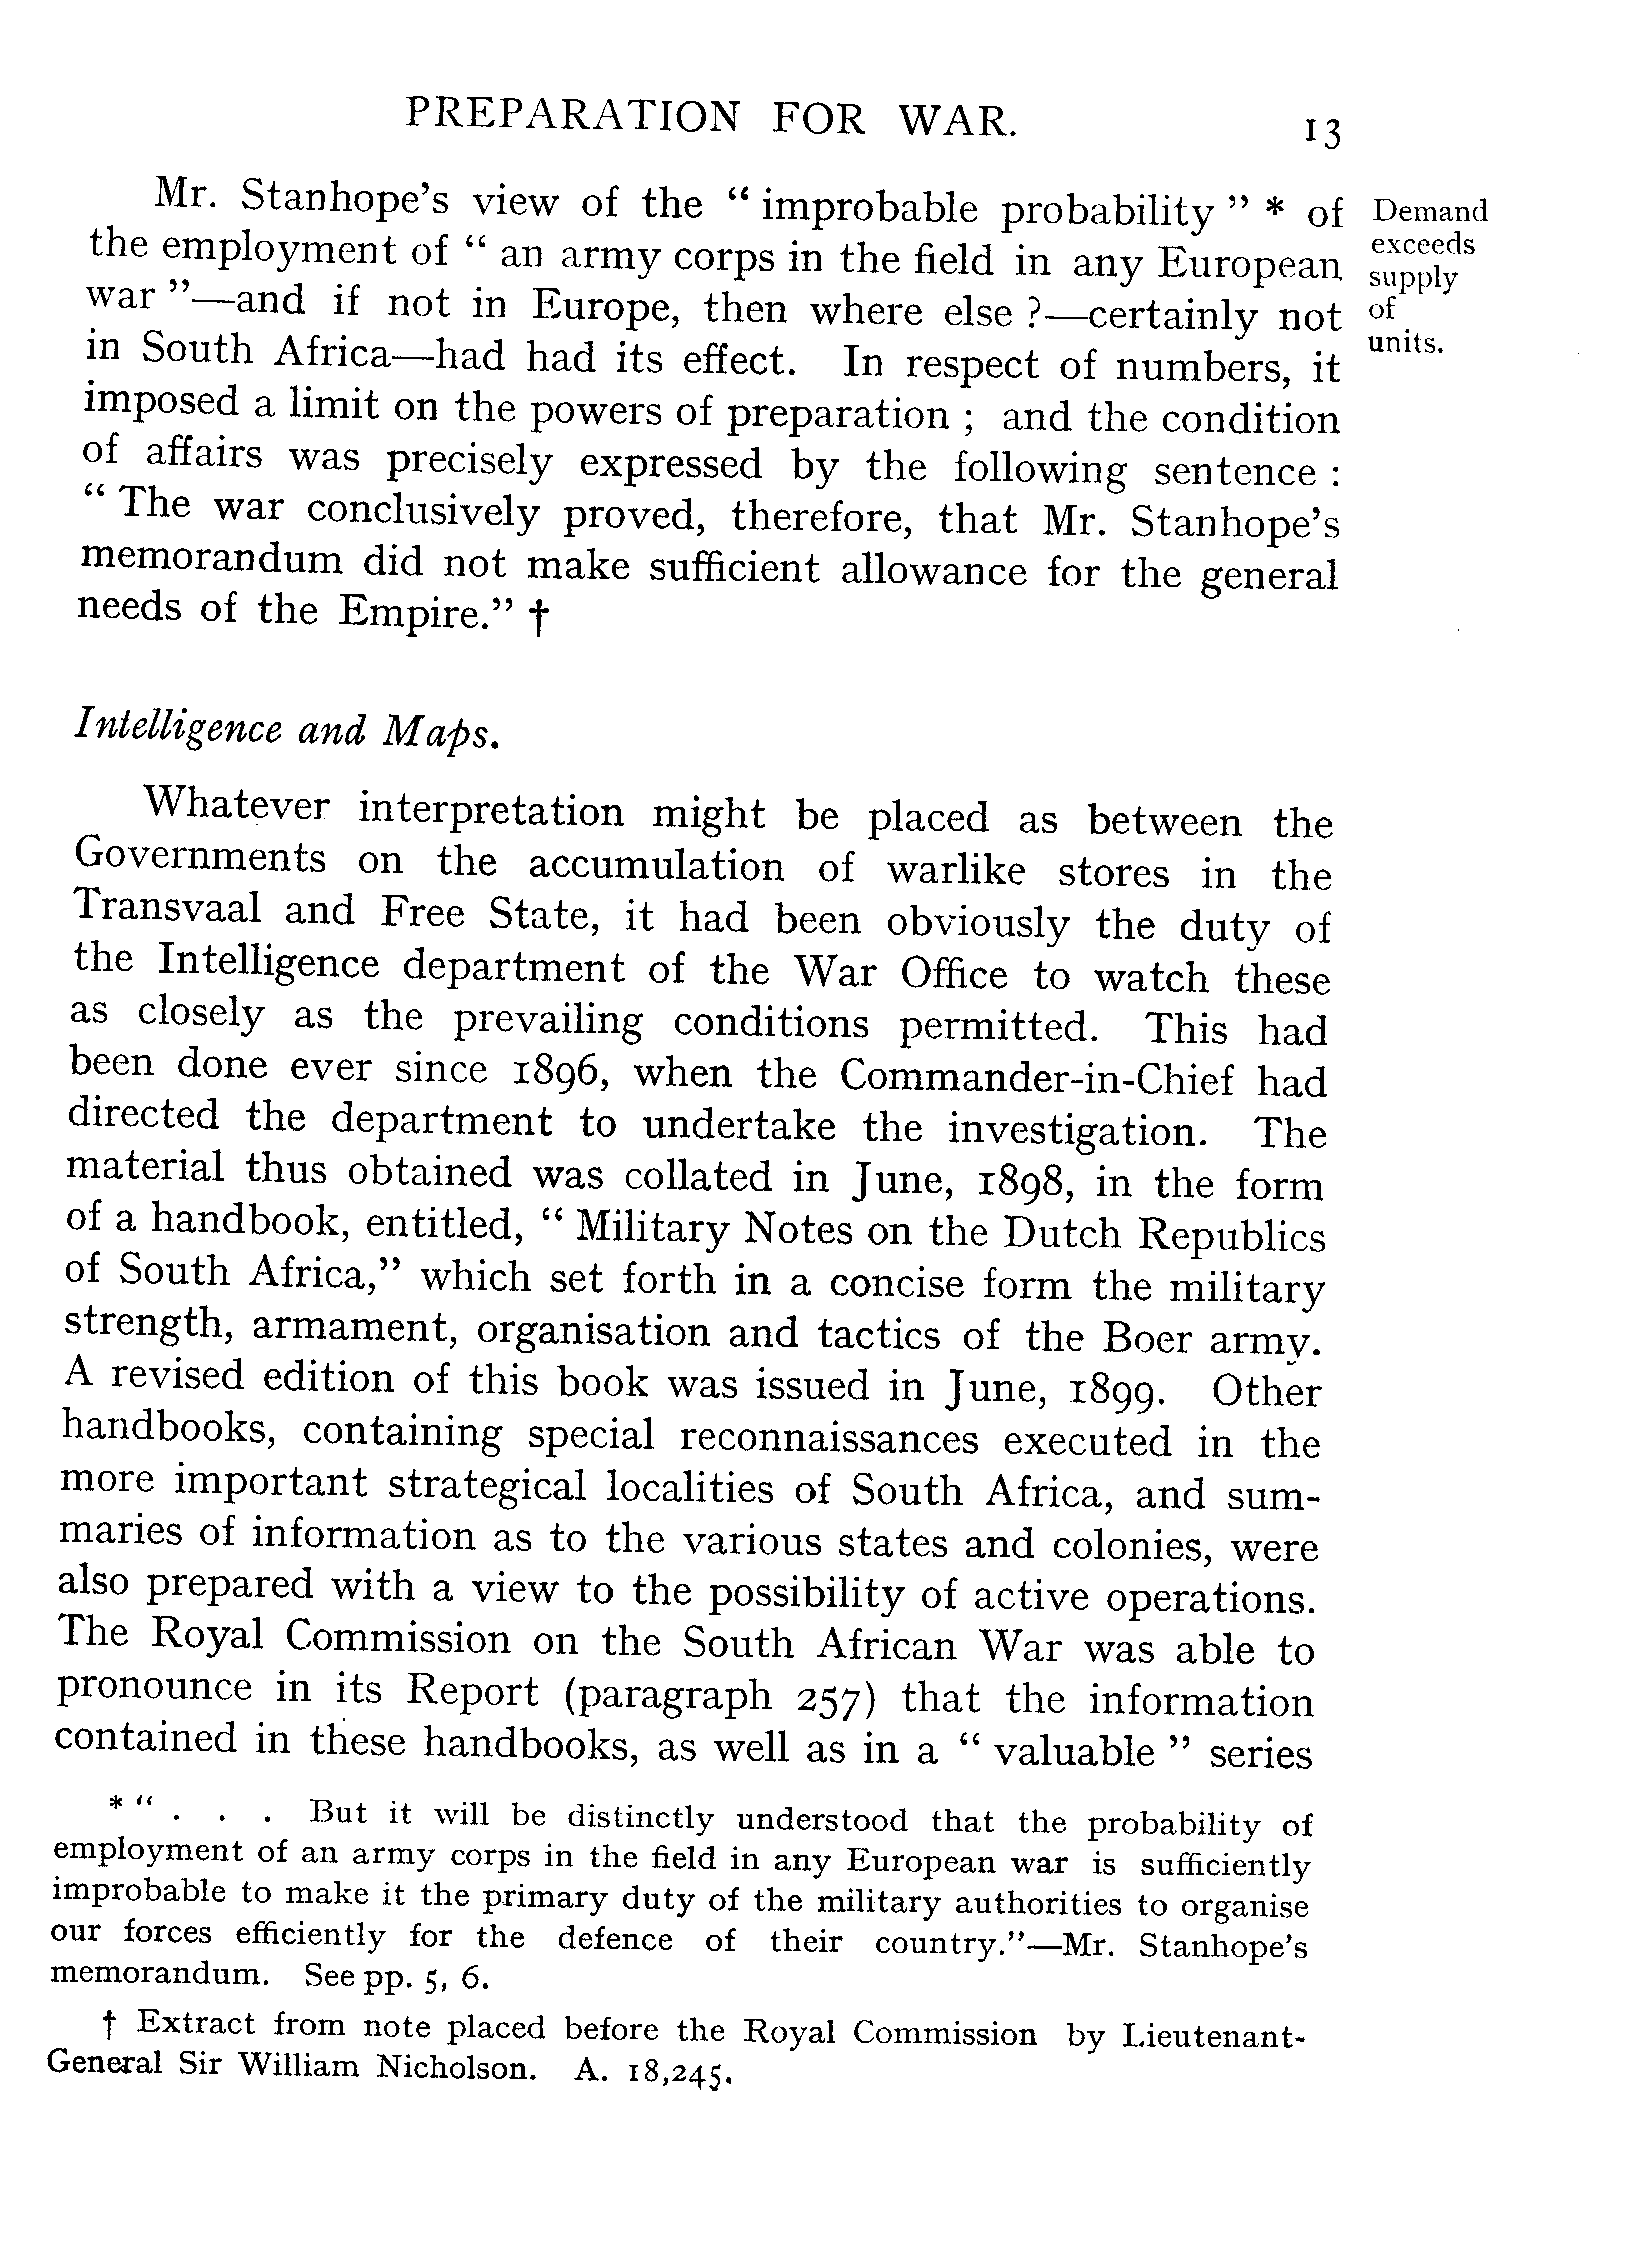 PREPARATION FOR WAR. 13
Mr. Stanhope's view of the " improbable probability " * of
the employment of " an army corps in the field in any European
war "—and if not in Europe, then where else ?—certainly not
in South Africa—had had its effect. In respect of numbers, it
imposed a limit on the powers of preparation ; and the condition
of affairs was precisely expressed by the following sentence :
" The war conclusively proved, therefore, that Mr. Stanhope's
memorandum did not make sufficient allowance for the general
needs of the Empire." †
Demand
exceeds
supply
of
units.
Intelligence and Maps.
Whatever interpretation might be placed as between the
Governments on the accumulation of warlike stores in the
Transvaal and Free State, it had been obviously the duty of
the Intelligence department of the War Office to watch these
as closely as the prevailing conditions permitted. This had
been done ever since 1896, when the Commander-in-Chief had
directed the department to undertake the investigation. The
material thus obtained was collated in June, 1898, in the form
of a handbook, entitled, " Military Notes on the Dutch Republics
of South Africa," which set forth in a concise form the military
strength, armament, organisation and tactics of the Boer army.
A revised edition of this book was issued in June, 1899. Other
handbooks, containing special reconnaissances executed in the
more important strategical localities of South Africa, and sum-
maries of information as to the various states and colonies, were
also prepared with a view to the possibility of active operations.
The Royal Commission on the South African War was able to
pronounce in its Report (paragraph 257) that the information
contained in these handbooks, as well as in a " valuable " series
* " . . . But it will be distinctly understood that the probability of
employment of an army corps in the field in any European war is sufficiently
improbable to make it the primary duty of the military authorities to organise
our forces efficiently for the defence of their country."—Mr. Stanhope's
memorandum. See pp. 5, 6.
† Extract from note placed before the Royal Commission by Lieutenant-
General Sir William Nicholson. A. 18,245.